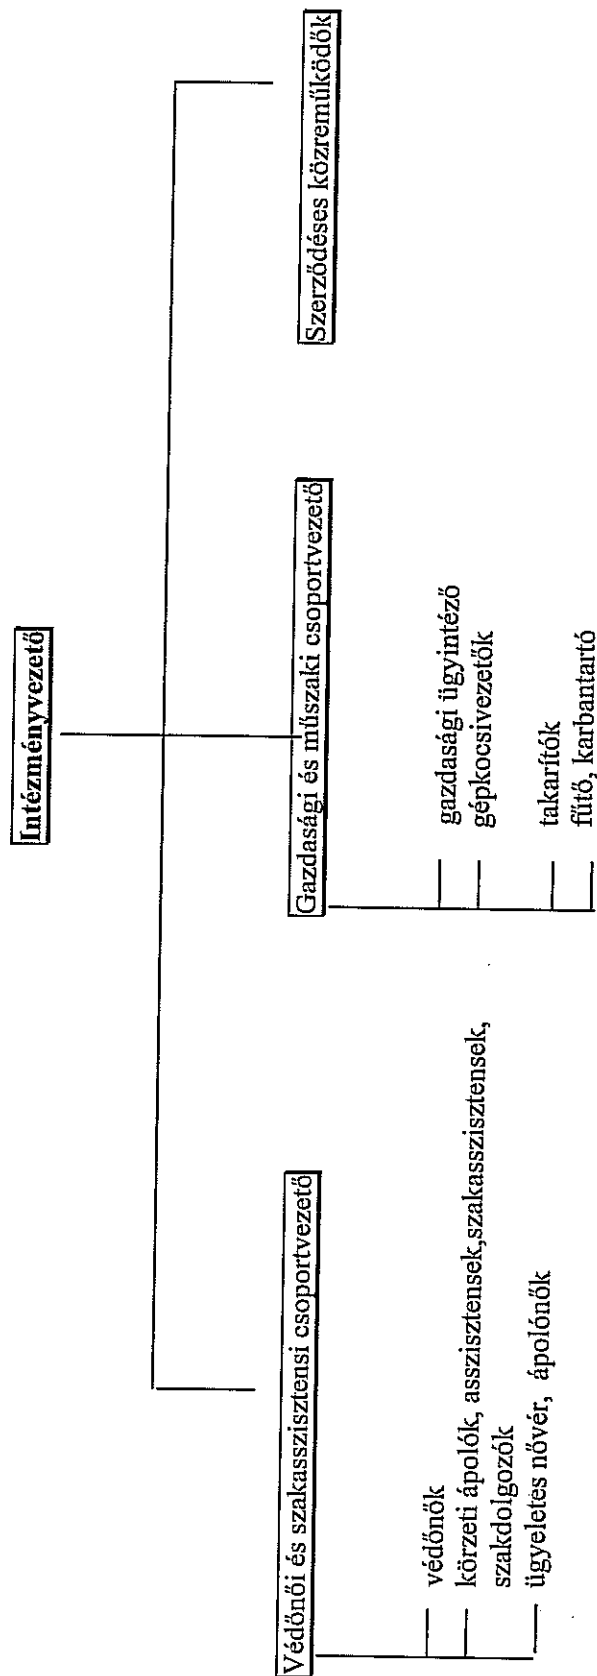 Intézményvezető
Védőnői és szakasszisztensi csoportvezető
Gazdasági és műszaki csoportvezető
Szerződéses közreműködők
védőnők
körzeti ápolók, asszisztensek,szakasszisztensek,
szakdolgozók
ügyeletes nővér, ápolónők
gazdasági ügyintéző
gépkocsivezetők
takarítók
fűtő, karbantartó